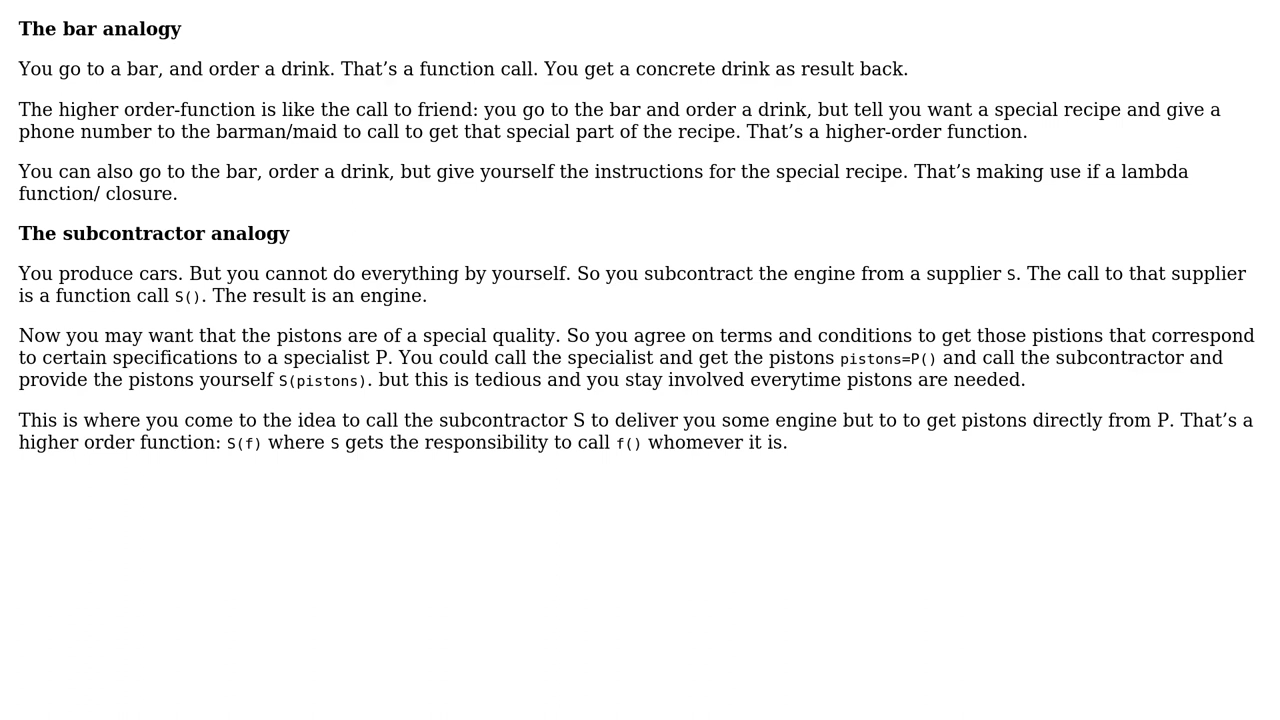 The bar analogy
You go to a bar, and order a drink. That’s a function call. You get a concrete drink as result back.
The higher order-function is like the call to friend: you go to the bar and order a drink, but tell you want a special recipe and give a
phone number to the barman/maid to call to get that special part of the recipe. That’s a higher-order function.
You can also go to the bar, order a drink, but give yourself the instructions for the special recipe. That’s making use if a lambda
function/ closure.
The subcontractor analogy
You produce cars. But you cannot do everything by yourself. So you subcontract the engine from a supplier S. The call to that supplier
is a function call S(). The result is an engine.
Now you may want that the pistons are of a special quality. So you agree on terms and conditions to get those pistions that correspond
to certain specifications to a specialist P. You could call the specialist and get the pistons pistons=P() and call the subcontractor and
provide the pistons yourself S(pistons). but this is tedious and you stay involved everytime pistons are needed.
This is where you come to the idea to call the subcontractor S to deliver you some engine but to to get pistons directly from P. That’s a
higher order function: S(f) where S gets the responsibility to call f() whomever it is.